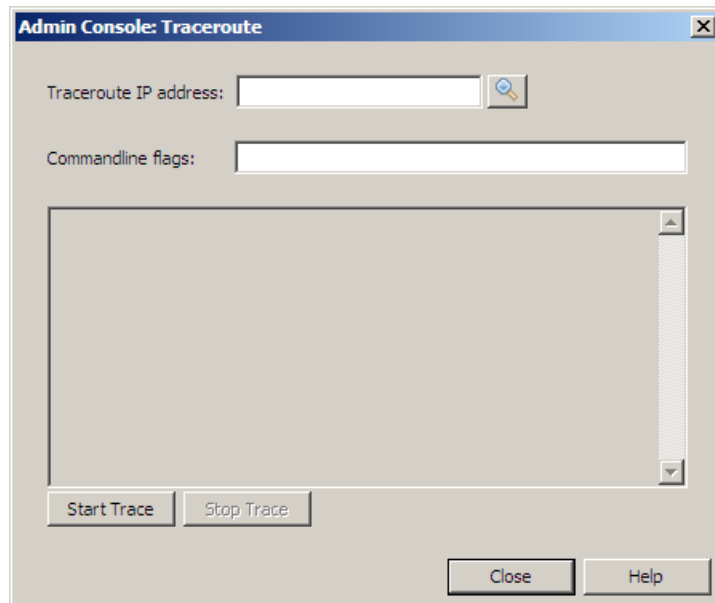 Admin Console: Traceroute
Traceroute IP address:
Commandline flags:
Start Trace Stop Trace
Close Help